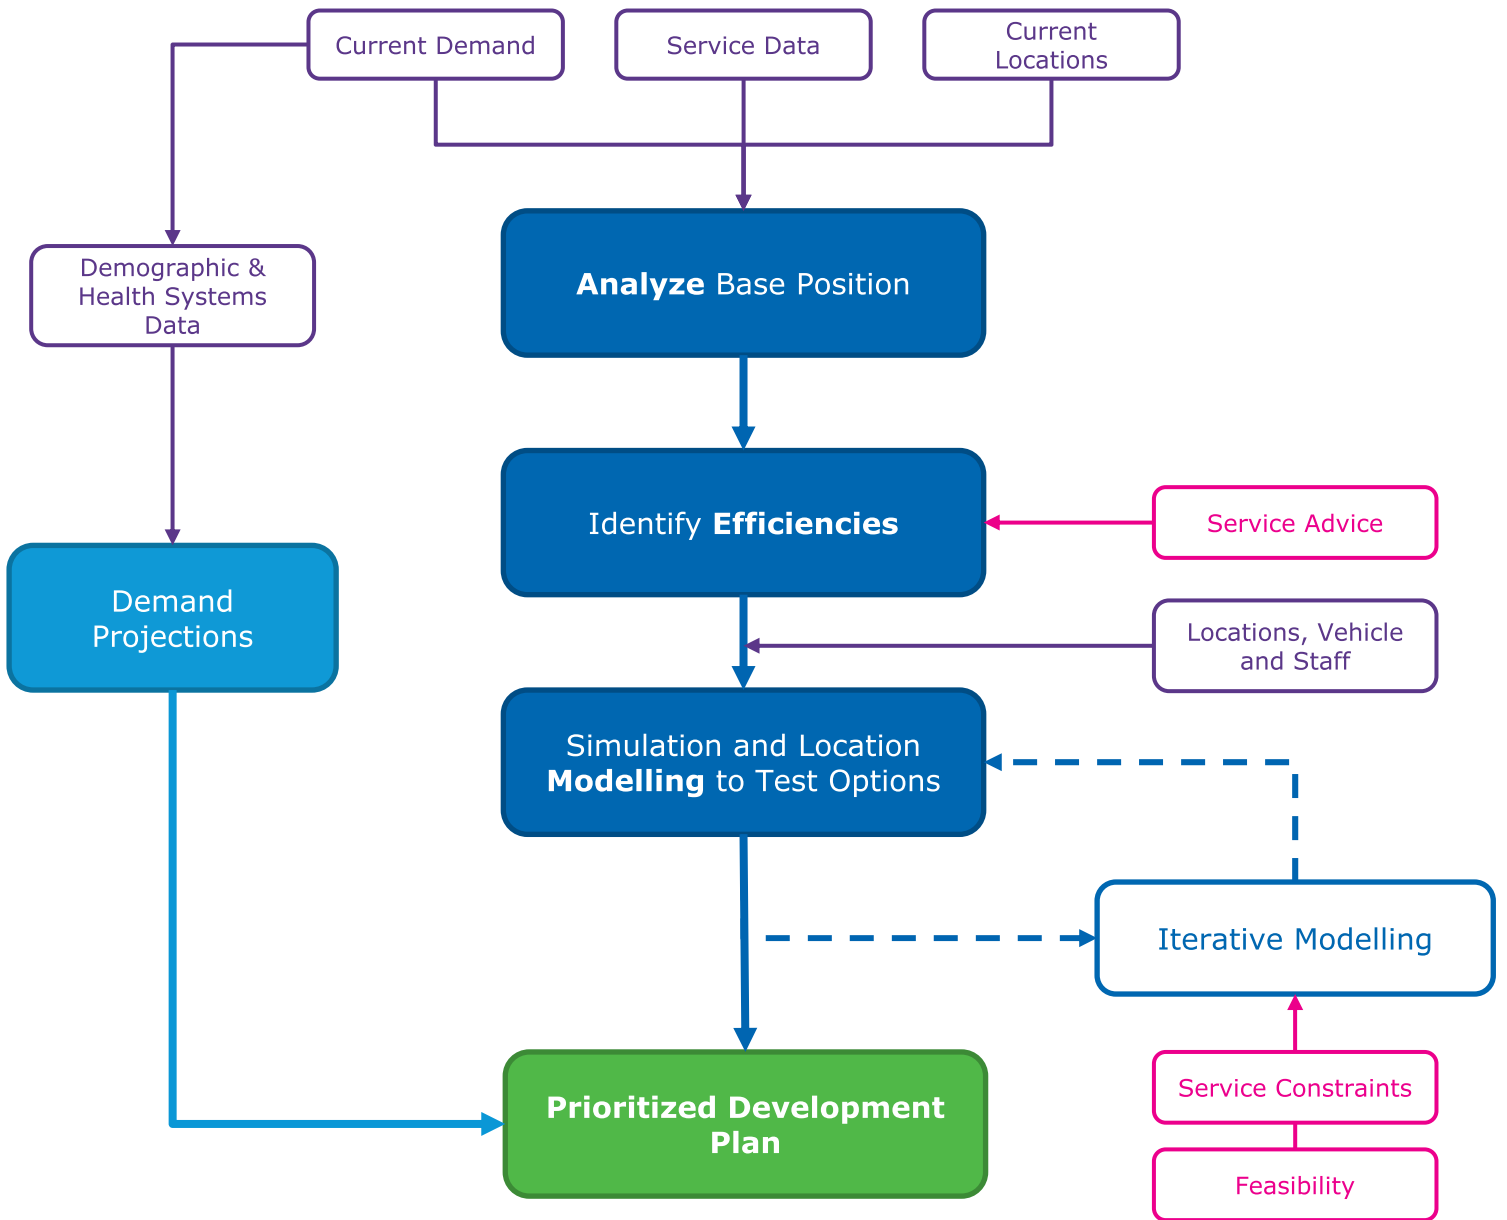 Current Demand
Service Data
Current
Locations
Demographic &
Health Systems
Data
Analyze Base Position
Identify Efficiencies
Service Advice
Demand
Projections
Locations, Vehicle
and Staff
Simulation and Location
Modelling to Test Options
Iterative Modelling
Prioritized Development
Plan
Service Constraints
Feasibility